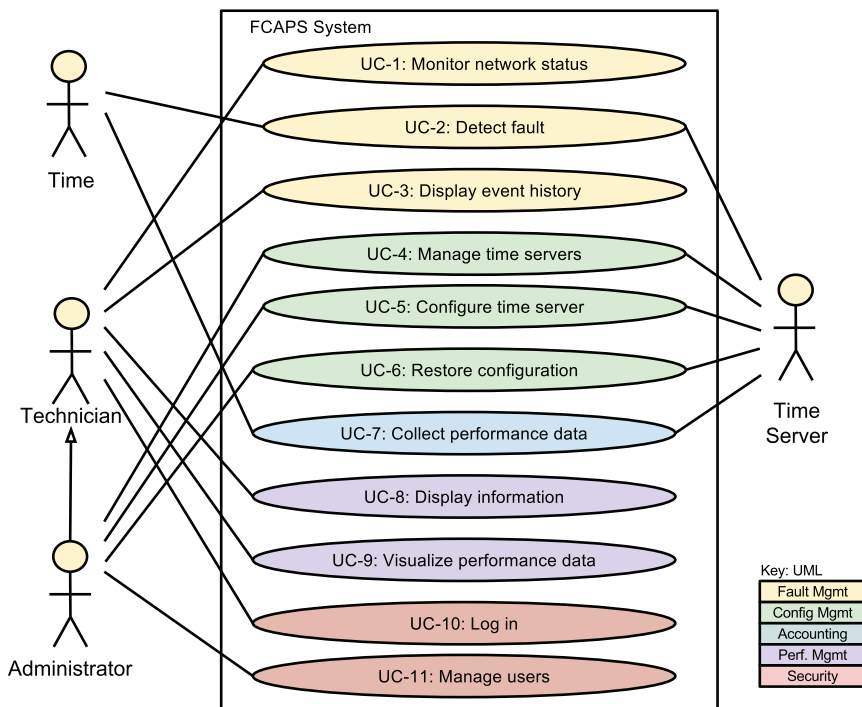 FCAPS System
UC-1: Monitor network status
UC-2: Detect fault
Time
UC-3: Display event history
UC-4: Manage time servers
UC-5: Configure time server
UC-6: Restore configuration
Technician
Time
Server
UC-7: Collect performance data
UC-8: Display information
UC-9: Visualize performance data
Key: UML
Fault Mgmt
Config Mgmt
Accounting
Perf. Mgmt
Security
UC-10: Log in
Administrator
UC-11: Manage users